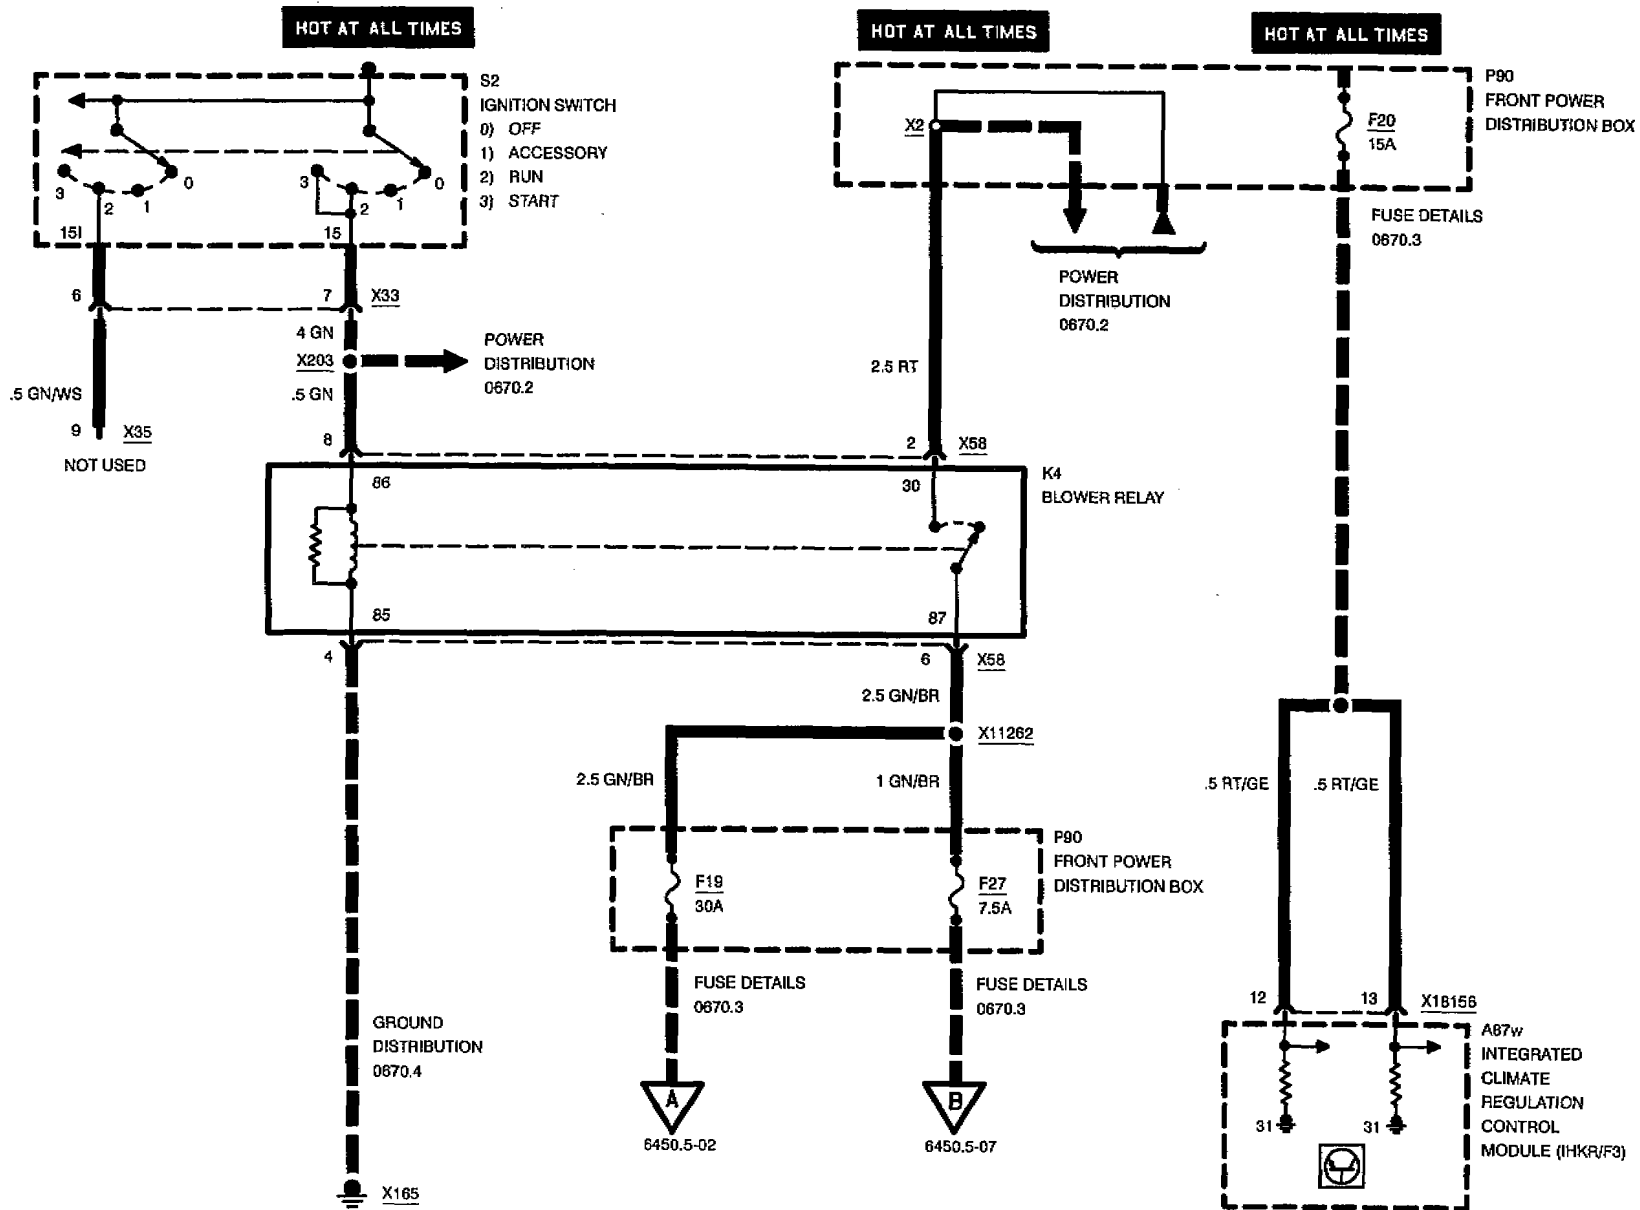 HOT AT ALL TIMES
HOT AT ALL TIMES
HOT AT ALL TIMES
S2
IGNITION SWITCH
0) OFF
1) ACCESSORY
2) RUN
3) START
3
2
1
0
3
2
1
0
15I
15
X2
F20
15A
P90
FRONT POWER
DISTRIBUTION BOX
FUSE DETAILS
0670.3
POWER
DISTRIBUTION
0670.2
6
7
X33
4 GN
X203
.5 GN
POWER
DISTRIBUTION
0670.2
2.5 RT
.5 GN/WS
9
X35
NOT USED
8
2
X58
86
30
K4
BLOWER RELAY
85
87
4
6
X58
2.5 GN/BR
X11262
2.5 GN/BR
1 GN/BR
.5 RT/GE
.5 RT/GE
P90
FRONT POWER
DISTRIBUTION BOX
F19
30A
F27
7.5A
FUSE DETAILS
0670.3
FUSE DETAILS
0670.3
GROUND
DISTRIBUTION
0670.4
12
13
X18156
A87w
INTEGRATED
CLIMATE
REGULATION
CONTROL
MODULE (IHKR/F3)
31
31
A
B
6450.5-02
6450.5-07
X165